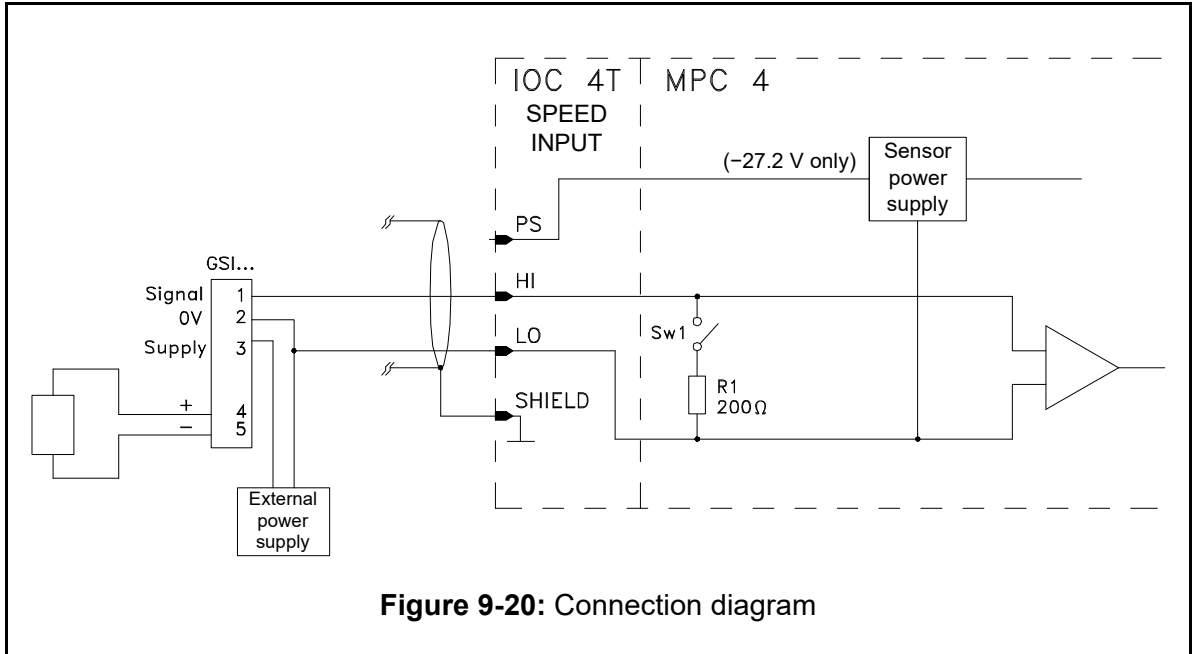 IOC 4T
MPC 4
SPEED
INPUT
(−27.2 V only)
Sensor
power
supply
PS
GSI...
HI
Signal 1
0V 2
Supply 3
LO
Sw1
R1
200Ω
SHIELD
+ 4
− 5
External
power
supply
Figure 9-20: Connection diagram